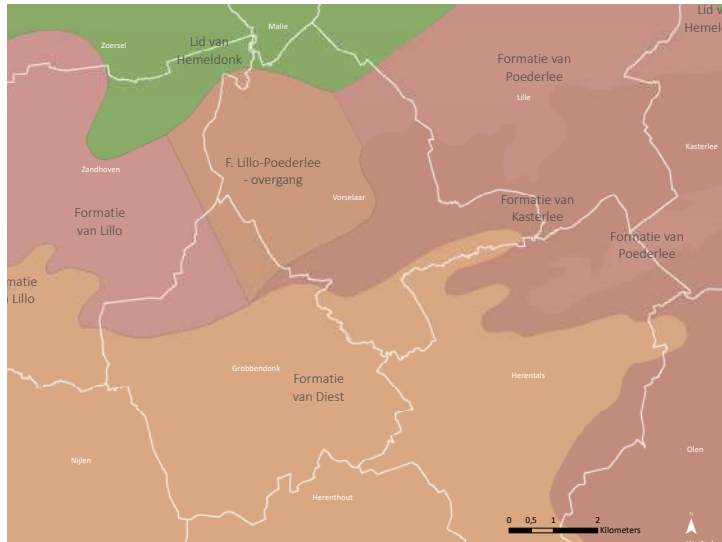 Malle
Zoersel
Lid van
Hemeldonk
Lid v
Hemel
Formatie van
Poederlee
Lille
Kasterlee
F. Lillo-Poederlee
- overgang
Zandhoven
Vorselaar
Formatie
van Lillo
Formatie van
Kasterlee
Formatie van
Poederlee
matie
Lillo
Grobbendonk
Formatie
van Diest
Herentals
Olen
Nijlen
Herenthout
0 0,5 1 2
Kilometers
N